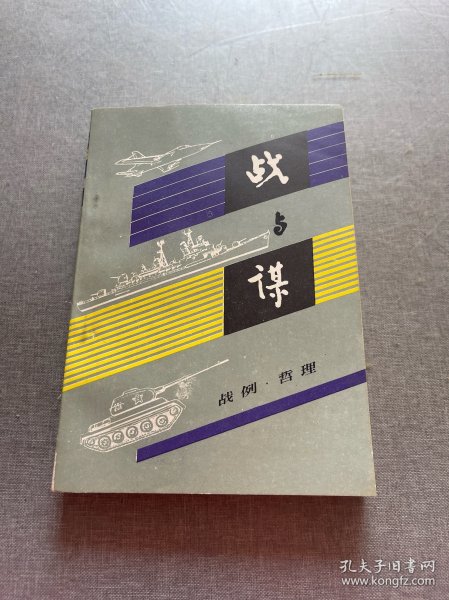 战
与
谋
战例·哲理
孔夫子旧书网
www.kongfz.com